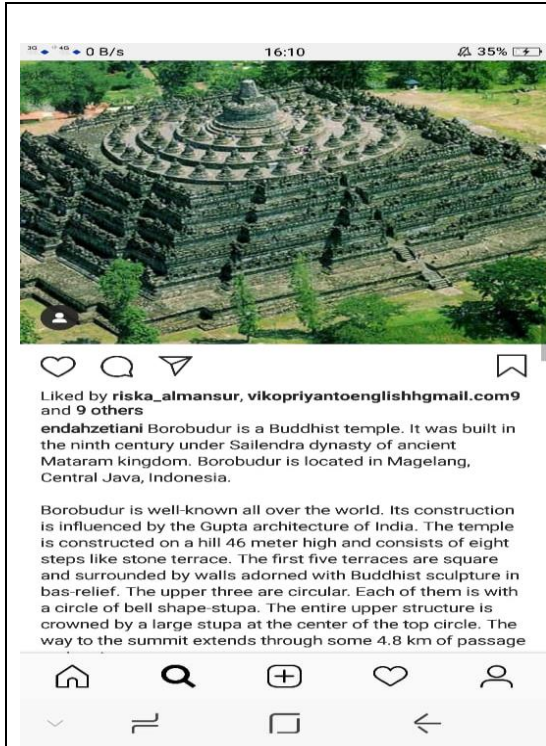 3G 4G 0 B/s 16:10 35%
Liked by riska_almansur, vikopriyantoenglishhgmail.com9
and 9 others
endahzetiani Borobudur is a Buddhist temple. It was built in
the ninth century under Sailendra dynasty of ancient
Mataram kingdom. Borobudur is located in Magelang,
Central Java, Indonesia.
Borobudur is well-known all over the world. Its construction
is influenced by the Gupta architecture of India. The temple
is constructed on a hill 46 meter high and consists of eight
steps like stone terrace. The first five terraces are square
and surrounded by walls adorned with Buddhist sculpture in
bas-relief. The upper three are circular. Each of them is with
a circle of bell shape-stupa. The entire upper structure is
crowned by a large stupa at the center of the top circle. The
way to the summit extends through some 4.8 km of passage